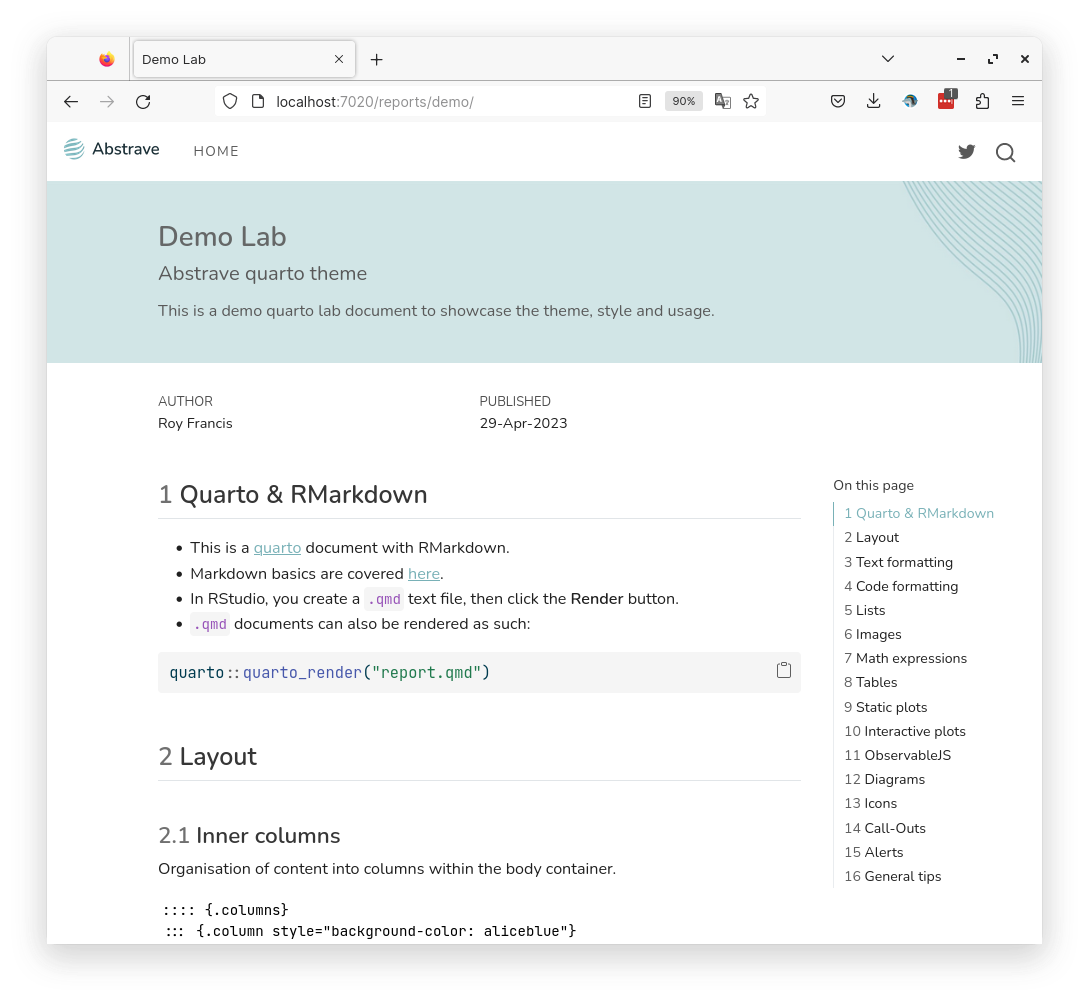 Demo Lab
localhost:7020/reports/demo/
90%
1
Abstrave
HOME
Demo Lab
Abstrave quarto theme
This is a demo quarto lab document to showcase the theme, style and usage.
AUTHOR
PUBLISHED
Roy Francis
29-Apr-2023
1 Quarto & RMarkdown
• This is a quarto document with RMarkdown.
• Markdown basics are covered here.
• In RStudio, you create a .qmd text file, then click the Render button.
• .qmd documents can also be rendered as such:
quarto::quarto_render("report.qmd")
2 Layout
2.1 Inner columns
Organisation of content into columns within the body container.
:::: {.columns}
::: {.column style="background-color: aliceblue"}
On this page
1 Quarto & RMarkdown
2 Layout
3 Text formatting
4 Code formatting
5 Lists
6 Images
7 Math expressions
8 Tables
9 Static plots
10 Interactive plots
11 ObservableJS
12 Diagrams
13 Icons
14 Call-Outs
15 Alerts
16 General tips